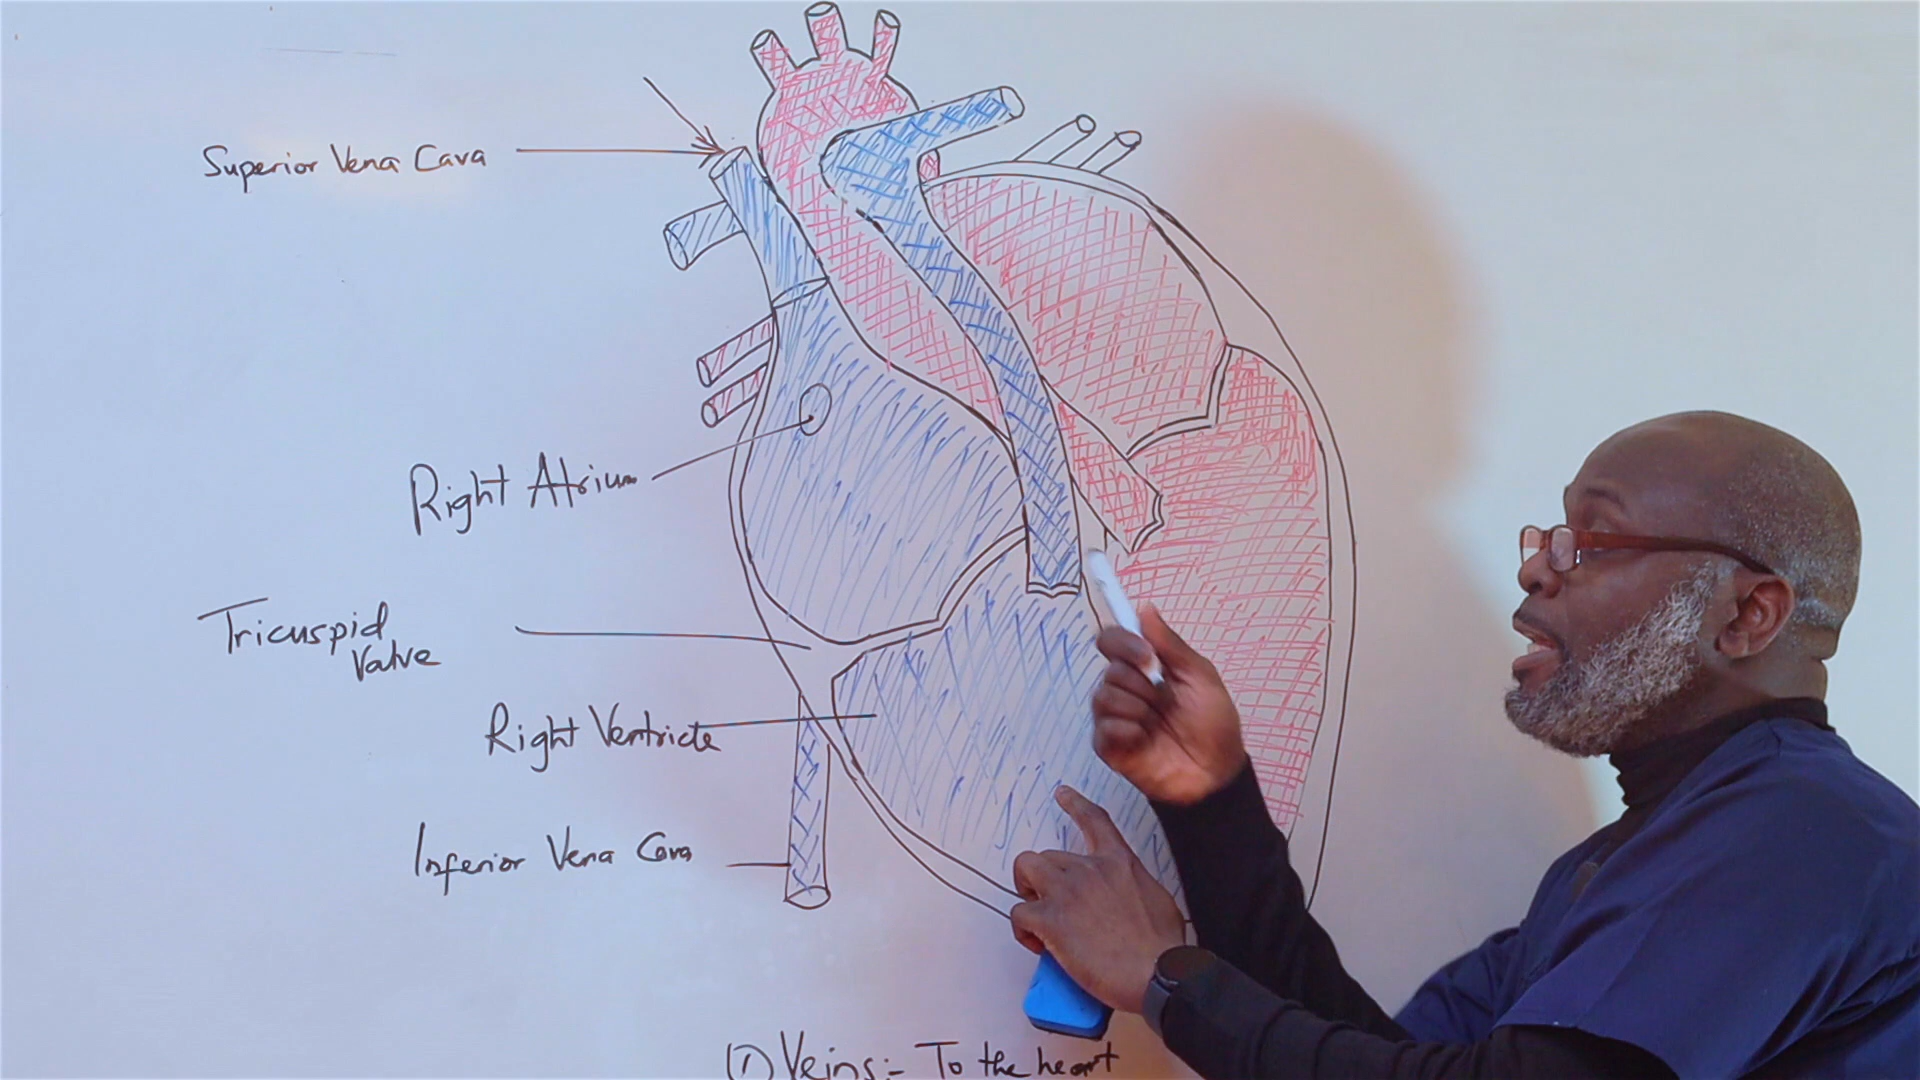 Superior Vena Cava
Right Atrium
Tricuspid
Valve
Right Ventricle
Inferior Vena Cava
① Veins:- To the heart